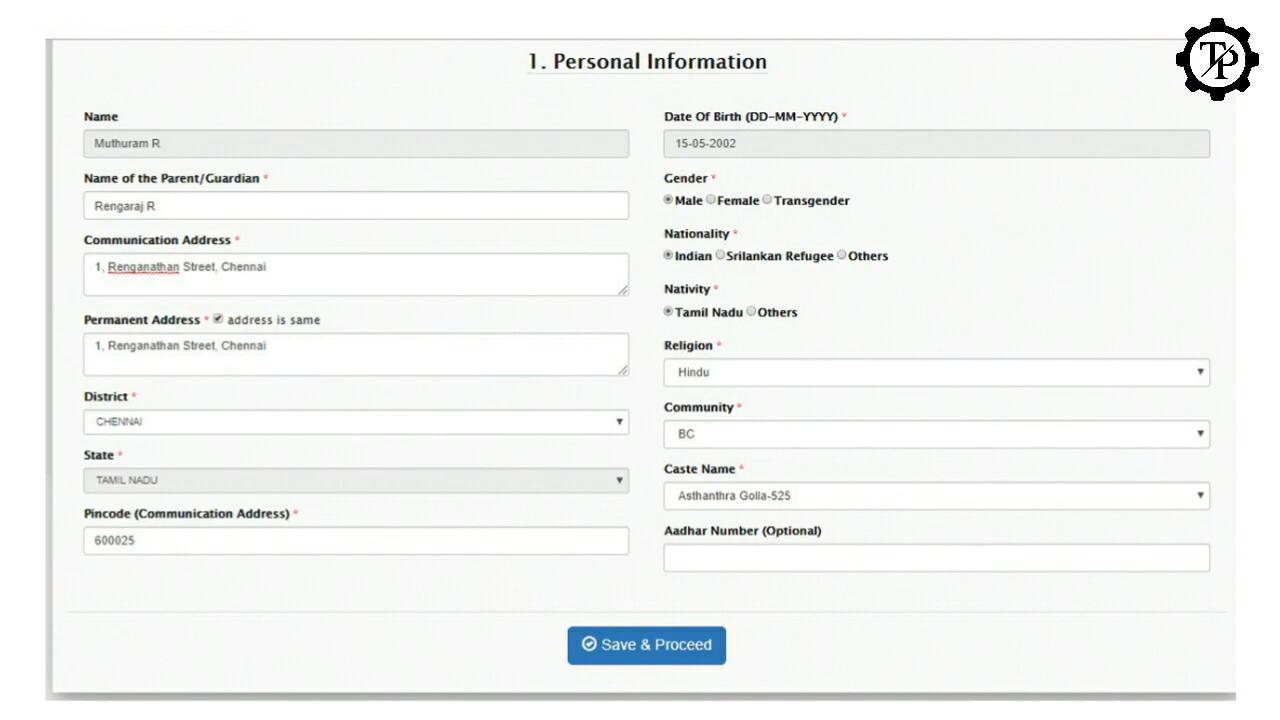 TP
1. Personal Information
Name
Muthuram R
Name of the Parent/Guardian *
Rengaraj R
Communication Address *
1, Renganathan Street, Chennai
Permanent Address * address is same
1, Renganathan Street, Chennai
District *
CHENNAI
State *
TAMIL NADU
Pincode (Communication Address) *
600025
Date Of Birth (DD-MM-YYYY) *
15-05-2002
Gender *
Male Female Transgender
Nationality *
Indian Srilankan Refugee Others
Nativity *
Tamil Nadu Others
Religion *
Hindu
Community *
BC
Caste Name *
Asthanthra Golla-525
Aadhar Number (Optional)
Save & Proceed